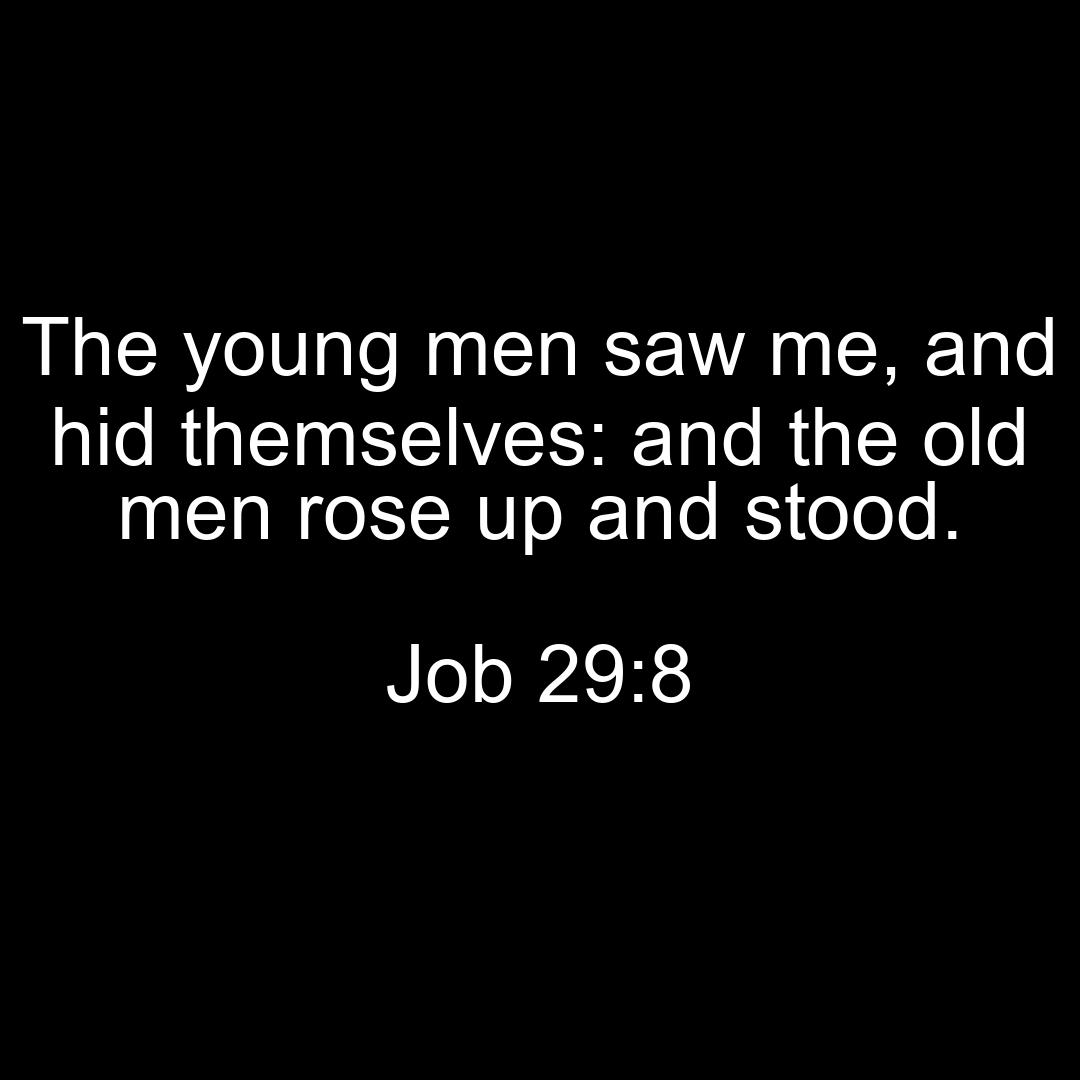 The young men saw me, and
hid themselves: and the old
men rose up and stood.
Job 29:8